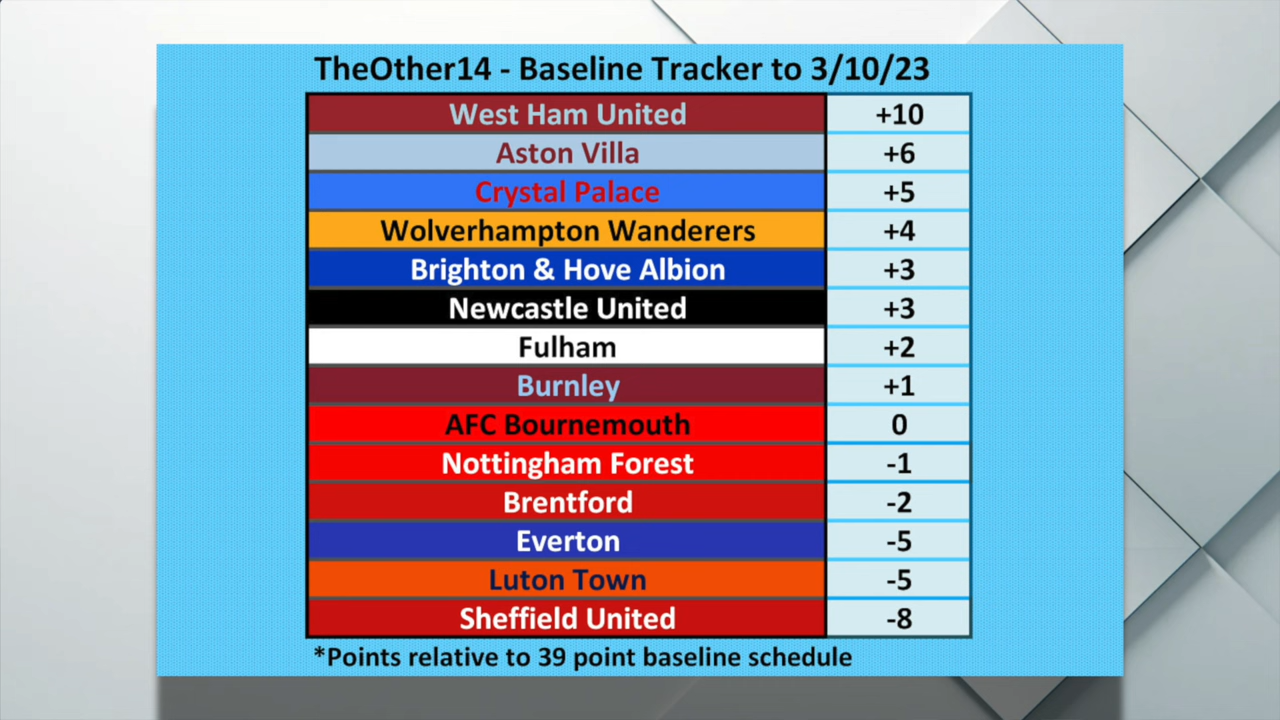 TheOther14 - Baseline Tracker to 3/10/23
West Ham United +10
Aston Villa +6
Crystal Palace +5
Wolverhampton Wanderers +4
Brighton & Hove Albion +3
Newcastle United +3
Fulham +2
Burnley +1
AFC Bournemouth 0
Nottingham Forest -1
Brentford -2
Everton -5
Luton Town -5
Sheffield United -8
*Points relative to 39 point baseline schedule